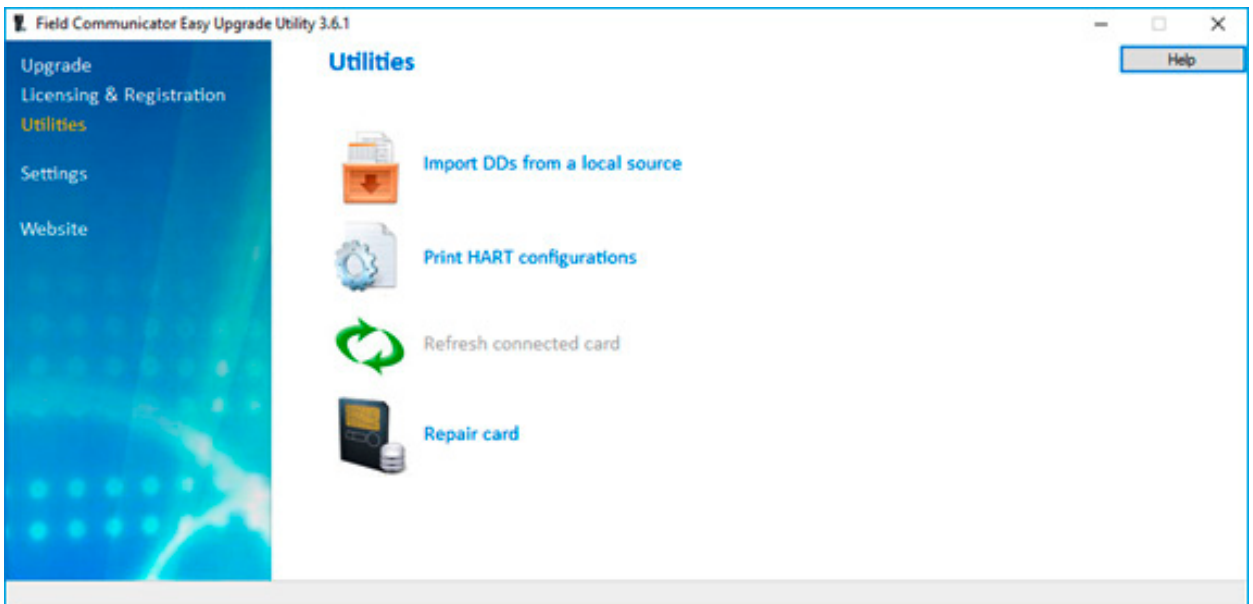 Field Communicator Easy Upgrade Utility 3.6.1
Upgrade
Licensing & Registration
Utilities
Settings
Website
Utilities
Help
Import DDs from a local source
Print HART configurations
Refresh connected card
Repair card